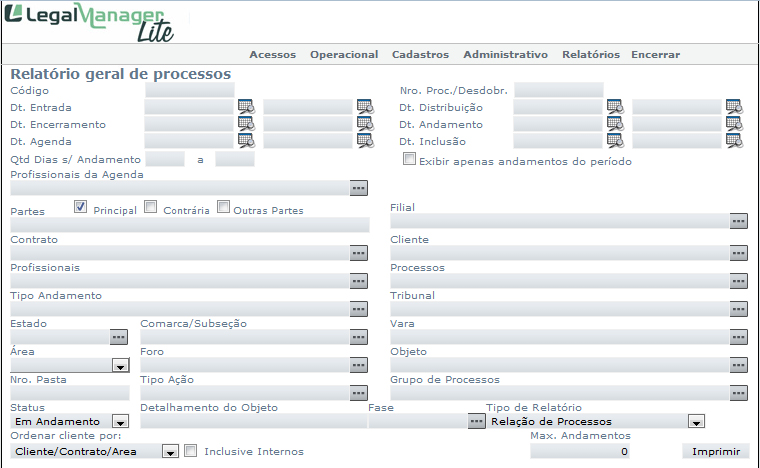 LegalManager
Lite
Acessos Operacional Cadastros Administrativo Relatórios Encerrar
Relatório geral de processos
Código Nro. Proc./Desdobr.
Dt. Entrada Dt. Distribuição
Dt. Encerramento Dt. Andamento
Dt. Agenda Dt. Inclusão
Qtd Dias s/ Andamento a Exibir apenas andamentos do período
Profissionais da Agenda
Partes Principal Contrária Outras Partes Filial
Contrato Cliente
Profissionais Processos
Tipo Andamento Tribunal
Estado Comarca/Subseção Vara
Área Foro Objeto
Nro. Pasta Tipo Ação Grupo de Processos
Status Detalhamento do Objeto Fase Tipo de Relatório
Em Andamento Relação de Processos
Ordenar cliente por: Max. Andamentos
Cliente/Contrato/Area Inclusive Internos 0 Imprimir